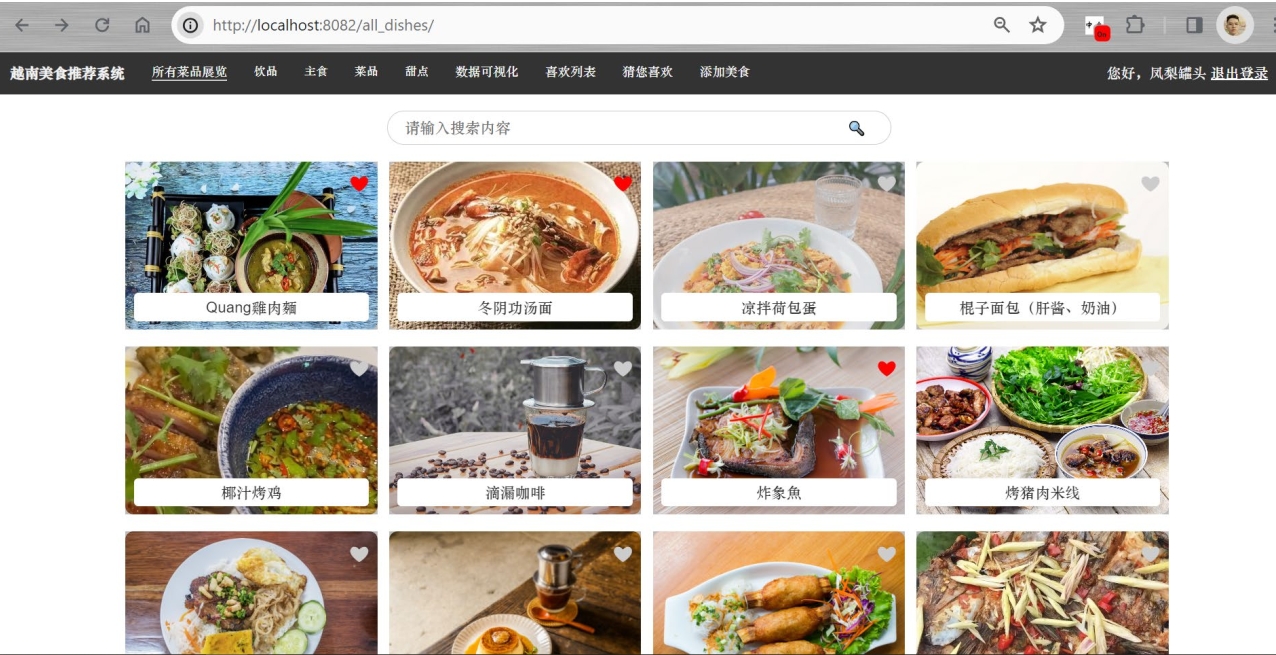 http://localhost:8082/all_dishes/
越南美食推荐系统 所有菜品展览 饮品 主食 菜品 甜点 数据可视化 喜欢列表 猜您喜欢 添加美食 您好，凤梨罐头 退出登录
请输入搜索内容
Quang雞肉麵 冬阴功汤面 凉拌荷包蛋 棍子面包（肝酱、奶油）
椰汁烤鸡 滴漏咖啡 炸象魚 烤猪肉米线